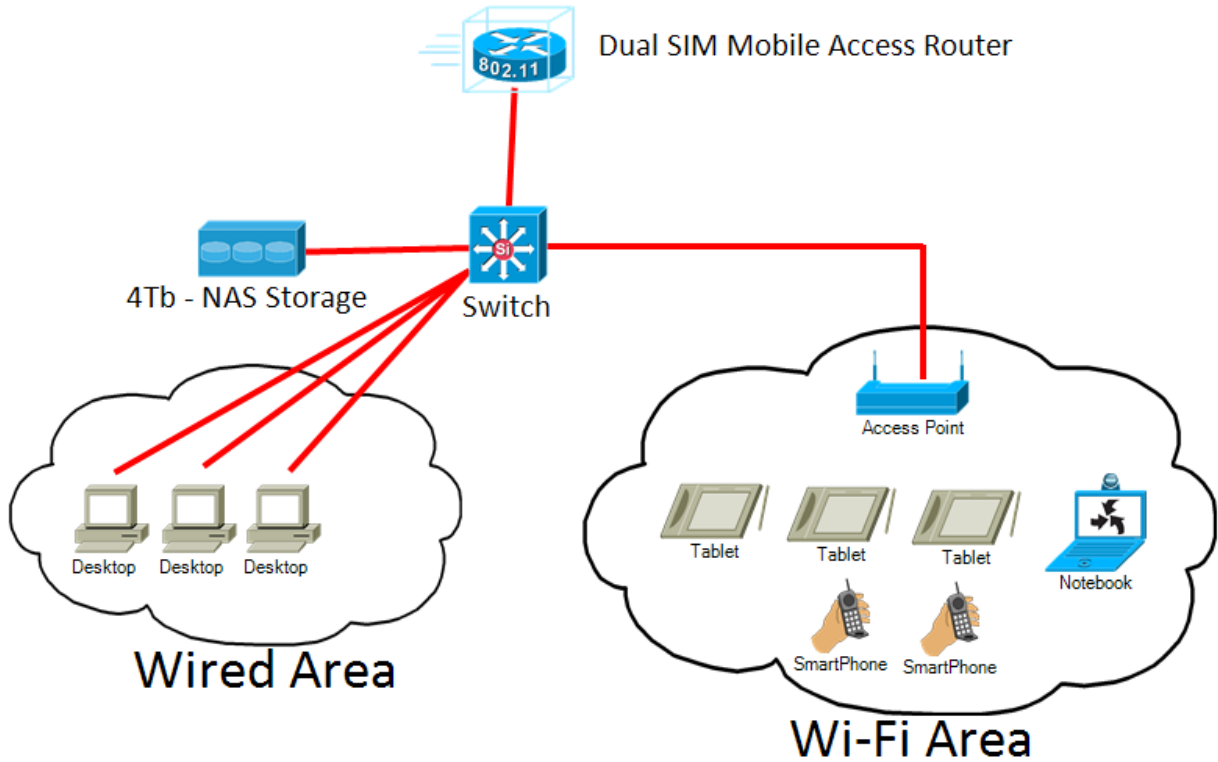 Dual SIM Mobile Access Router
802.11
Si
4Tb - NAS Storage
Switch
Access Point
Tablet
Tablet
Tablet
Notebook
Desktop
Desktop
Desktop
SmartPhone
SmartPhone
Wired Area
Wi-Fi Area